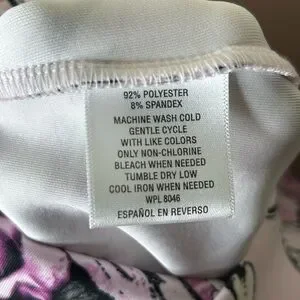 92% POLYESTER
8% SPANDEX
MACHINE WASH COLD
GENTLE CYCLE
WITH LIKE COLORS
ONLY NON-CHLORINE
BLEACH WHEN NEEDED
TUMBLE DRY LOW
COOL IRON WHEN NEEDED
WPL 8046
ESPAÑOL EN REVERSO